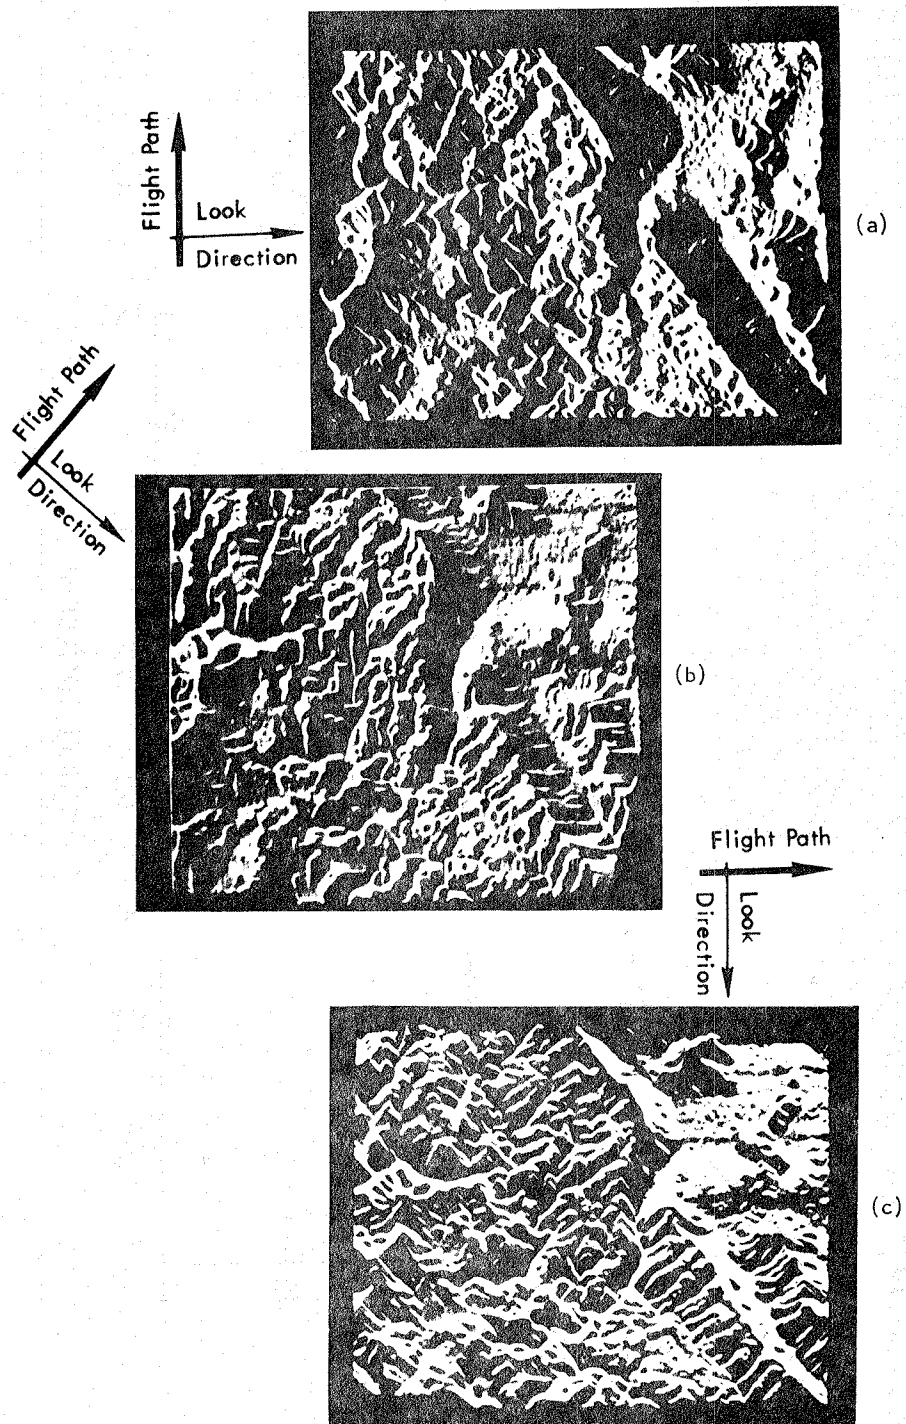 Flight Path
Look
Direction
(a)
Flight Path
Look
Direction
(b)
Flight Path
Look
Direction
(c)